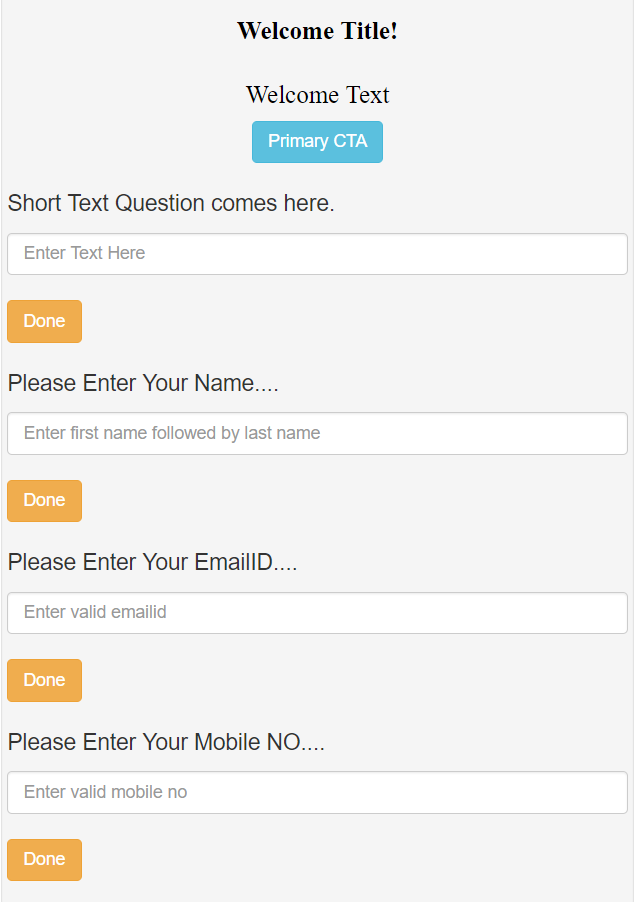 Welcome Title!
Welcome Text
Primary CTA
Short Text Question comes here.
Enter Text Here
Done
Please Enter Your Name....
Enter first name followed by last name
Done
Please Enter Your EmailID....
Enter valid emailid
Done
Please Enter Your Mobile NO....
Enter valid mobile no
Done